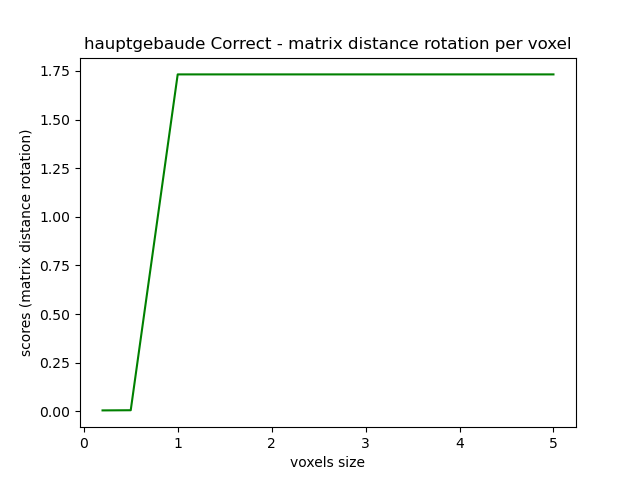 hauptgebaude Correct - matrix distance rotation per voxel
1.75
1.50
1.25
1.00
0.75
0.50
0.25
0.00
scores (matrix distance rotation)
0 1 2 3 4 5
voxels size